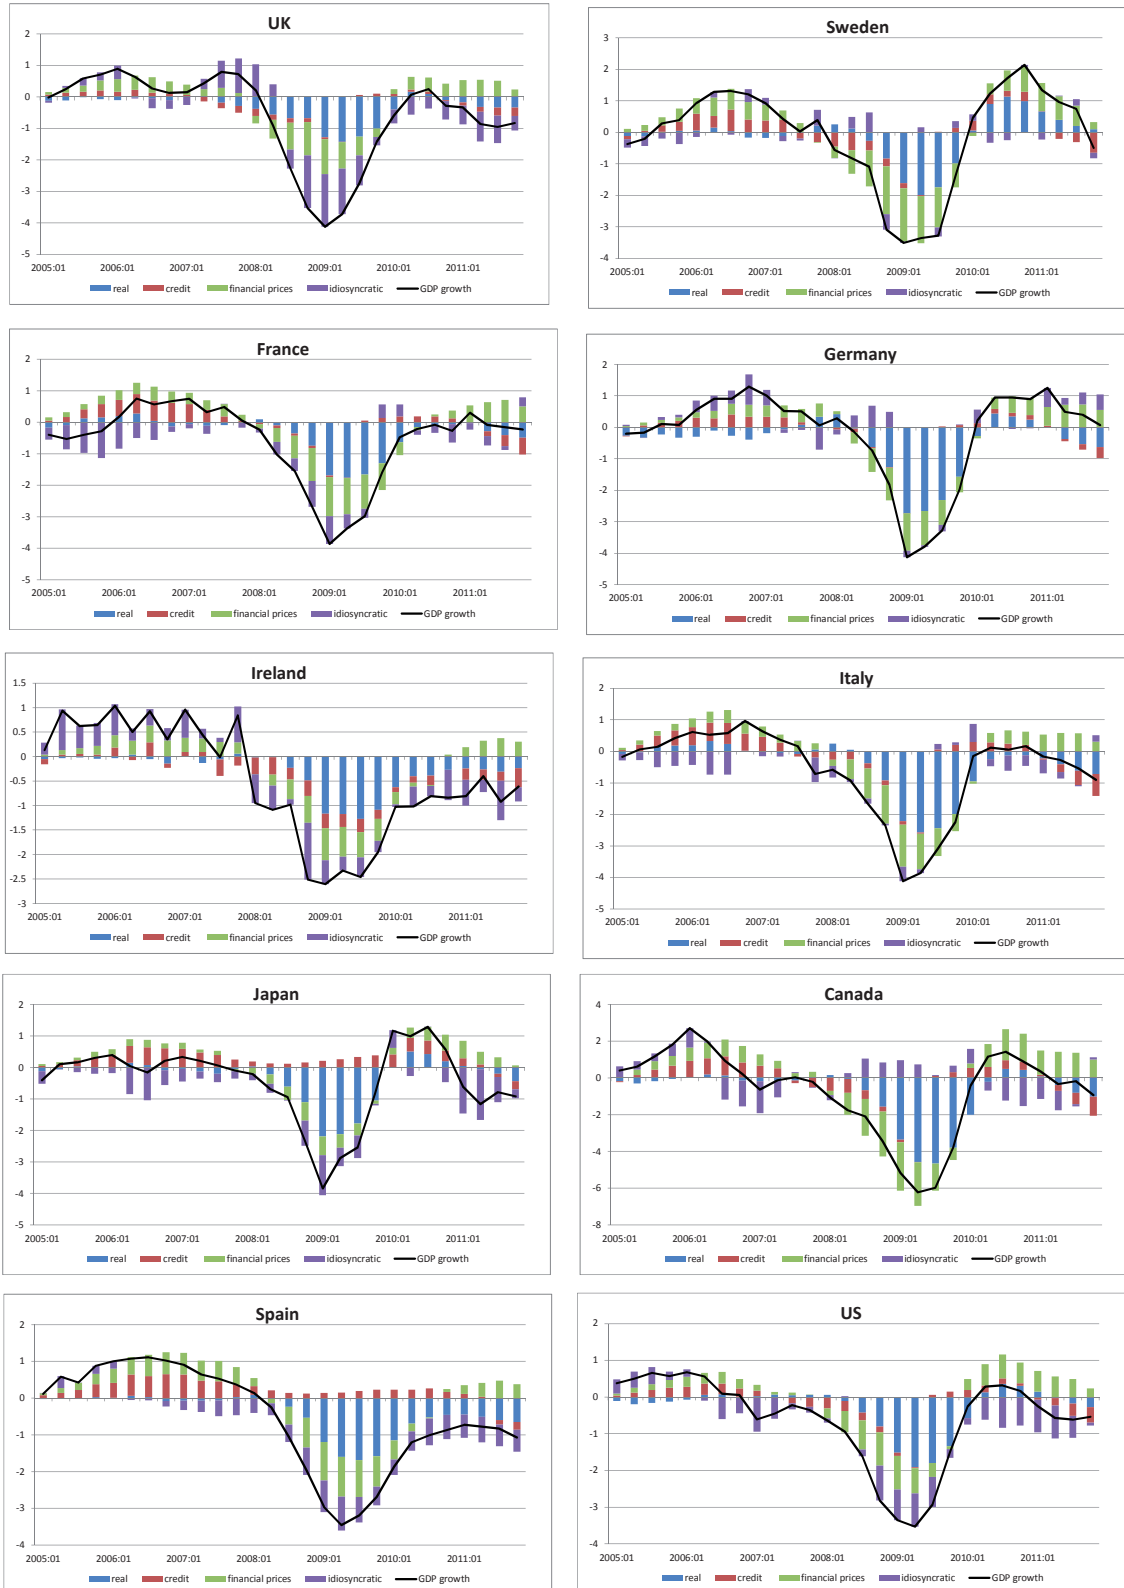 UK
2
1
0
-1
-2
-3
-4
-5
2005:01 2006:01 2007:01 2008:01 2009:01 2010:01 2011:01
real credit financial prices idiosyncratic GDP growth
Sweden
3
2
1
0
-1
-2
-3
-4
2005:01 2006:01 2007:01 2008:01 2009:01 2010:01 2011:01
real credit financial prices idiosyncratic GDP growth
France
2
1
0
-1
-2
-3
-4
-5
2005:01 2006:01 2007:01 2008:01 2009:01 2010:01 2011:01
real credit financial prices idiosyncratic GDP growth
Germany
2
1
0
-1
-2
-3
-4
-5
2005:01 2006:01 2007:01 2008:01 2009:01 2010:01 2011:01
real credit financial prices idiosyncratic GDP growth
Ireland
1.5
1
0.5
0
-0.5
-1
-1.5
-2
-2.5
-3
2005:01 2006:01 2007:01 2008:01 2009:01 2010:01 2011:01
real credit financial prices idiosyncratic GDP growth
Italy
2
1
0
-1
-2
-3
-4
-5
2005:01 2006:01 2007:01 2008:01 2009:01 2010:01 2011:01
real credit financial prices idiosyncratic GDP growth
Japan
2
1
0
-1
-2
-3
-4
-5
2005:01 2006:01 2007:01 2008:01 2009:01 2010:01 2011:01
real credit financial prices idiosyncratic GDP growth
Canada
4
2
0
-2
-4
-6
-8
2005:01 2006:01 2007:01 2008:01 2009:01 2010:01 2011:01
real credit financial prices idiosyncratic GDP growth
Spain
2
1
0
-1
-2
-3
-4
2005:01 2006:01 2007:01 2008:01 2009:01 2010:01 2011:01
real credit financial prices idiosyncratic GDP growth
US
2
1
0
-1
-2
-3
-4
2005:01 2006:01 2007:01 2008:01 2009:01 2010:01 2011:01
real credit financial prices idiosyncratic GDP growth